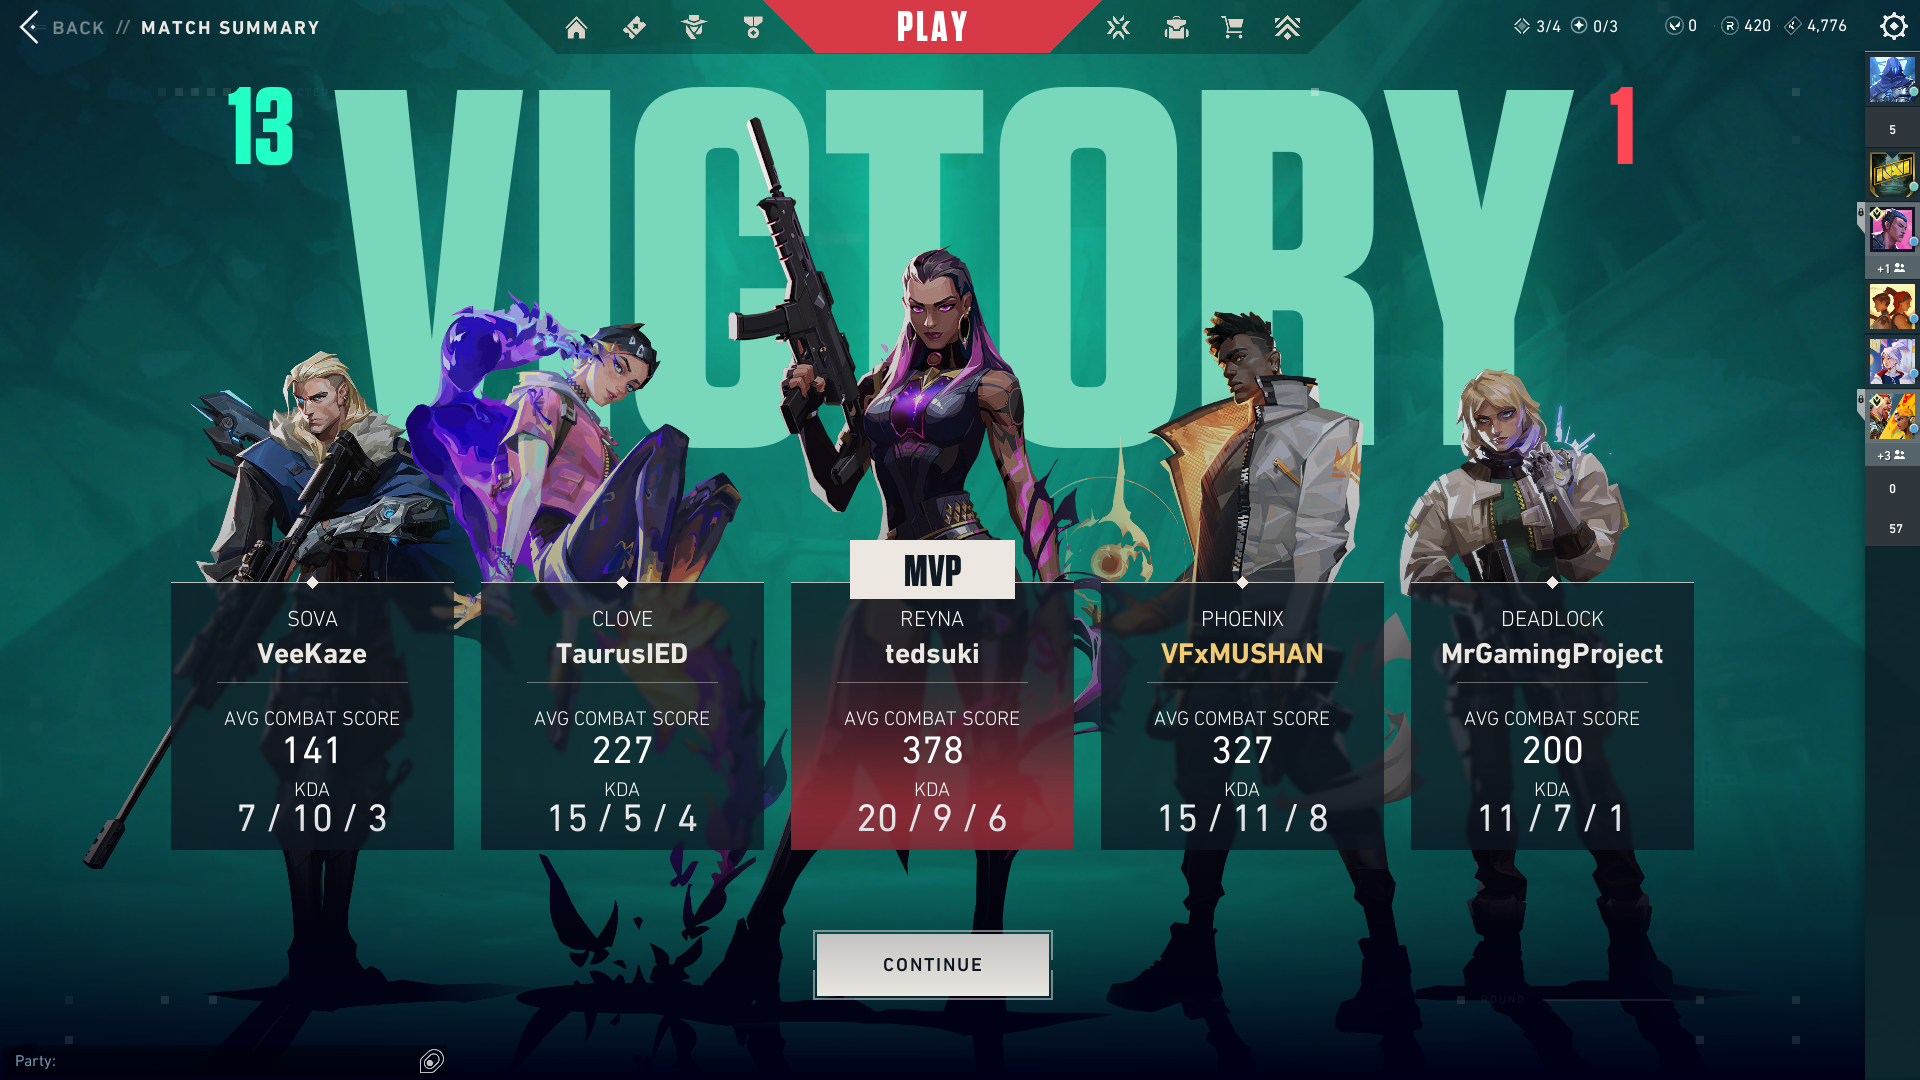 BACK // MATCH SUMMARY
PLAY
3/4 0/3 0 420 4,776
13 VICTORY 1
5
+1
+3
0
57
MVP
SOVA
VeeKaze
AVG COMBAT SCORE
141
KDA
7 / 10 / 3
CLOVE
TaurusIED
AVG COMBAT SCORE
227
KDA
15 / 5 / 4
REYNA
tedsuki
AVG COMBAT SCORE
378
KDA
20 / 9 / 6
PHOENIX
VFxMUSHAN
AVG COMBAT SCORE
327
KDA
15 / 11 / 8
DEADLOCK
MrGamingProject
AVG COMBAT SCORE
200
KDA
11 / 7 / 1
CONTINUE
ROUND
Party: